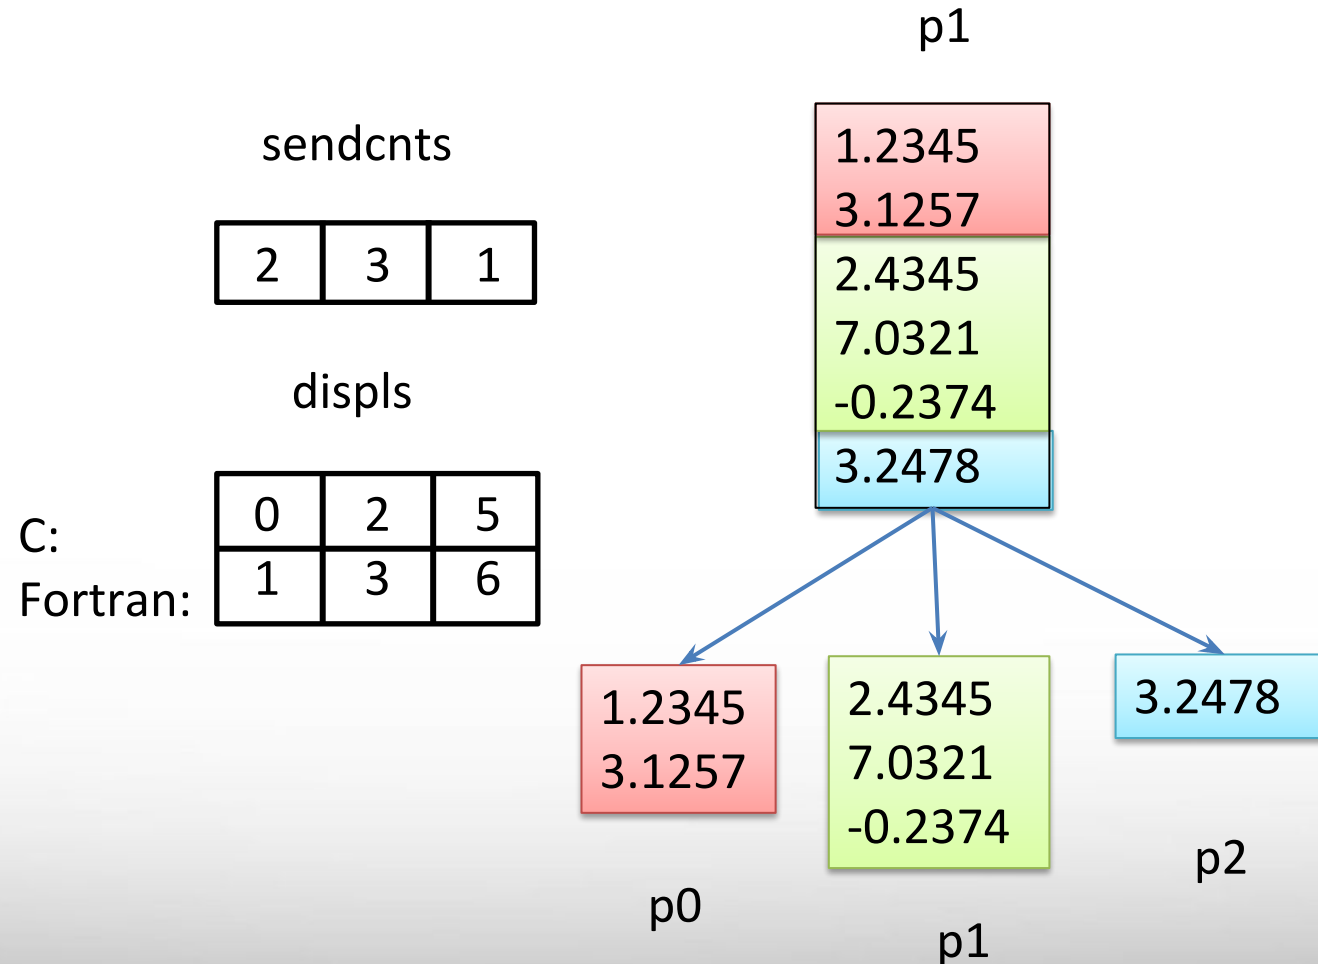 p1
sendcnts
2 3 1
displs
C: 0 2 5
Fortran: 1 3 6
1.2345
3.1257
2.4345
7.0321
-0.2374
3.2478
1.2345
3.1257
p0
2.4345
7.0321
-0.2374
p1
3.2478
p2